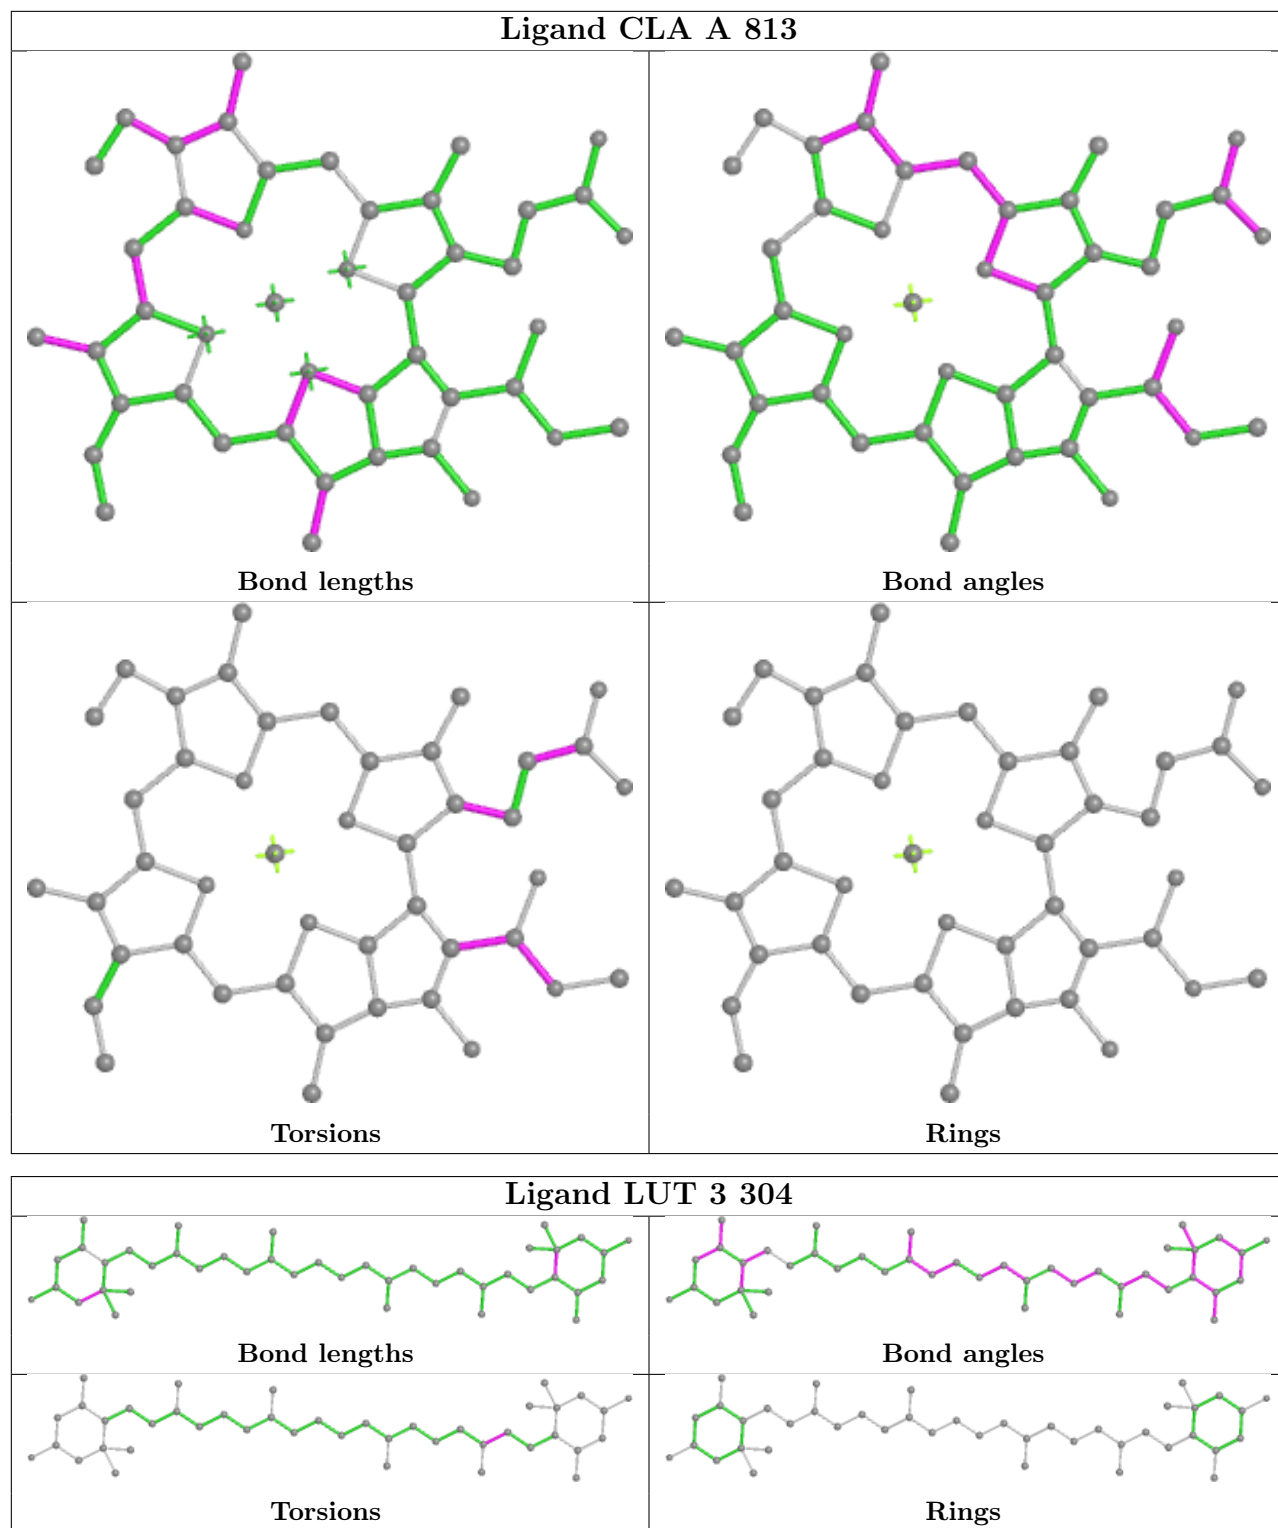 Ligand CLA A 813
Bond lengths
Bond angles
Torsions
Rings
Ligand LUT 3 304
Bond lengths
Bond angles
Torsions
Rings